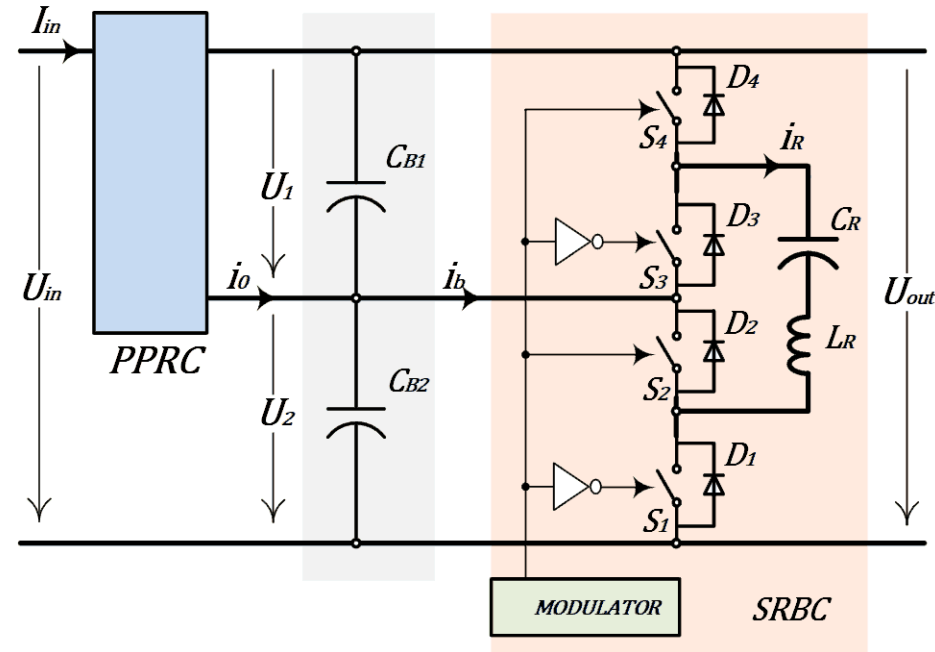 Iin
D4
S4
iR
CB1
U1
D3
CR
S3
Uin
i0
ib
Uout
D2
LR
PPRC
S2
CB2
U2
D1
S1
MODULATOR
SRBC